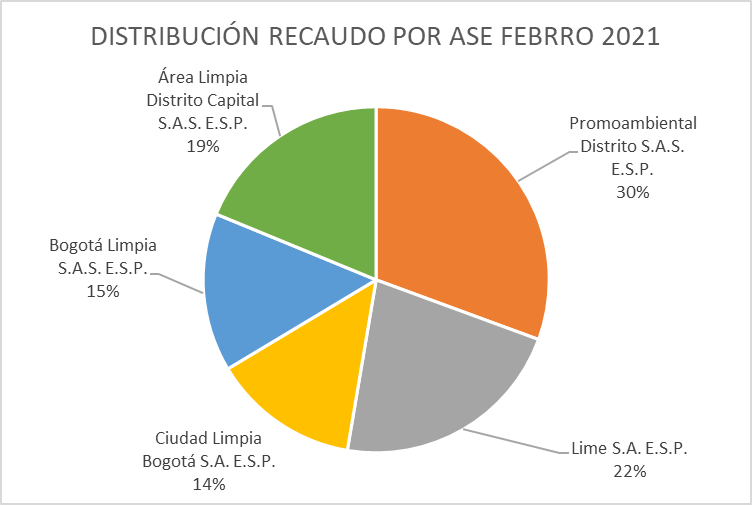 DISTRIBUCIÓN RECAUDO POR ASE FEBRRO 2021
Área Limpia
Distrito Capital
S.A.S. E.S.P.
19%
Promoambiental
Distrito S.A.S.
E.S.P.
30%
Bogotá Limpia
S.A.S. E.S.P.
15%
Ciudad Limpia
Bogotá S.A. E.S.P.
14%
Lime S.A. E.S.P.
22%